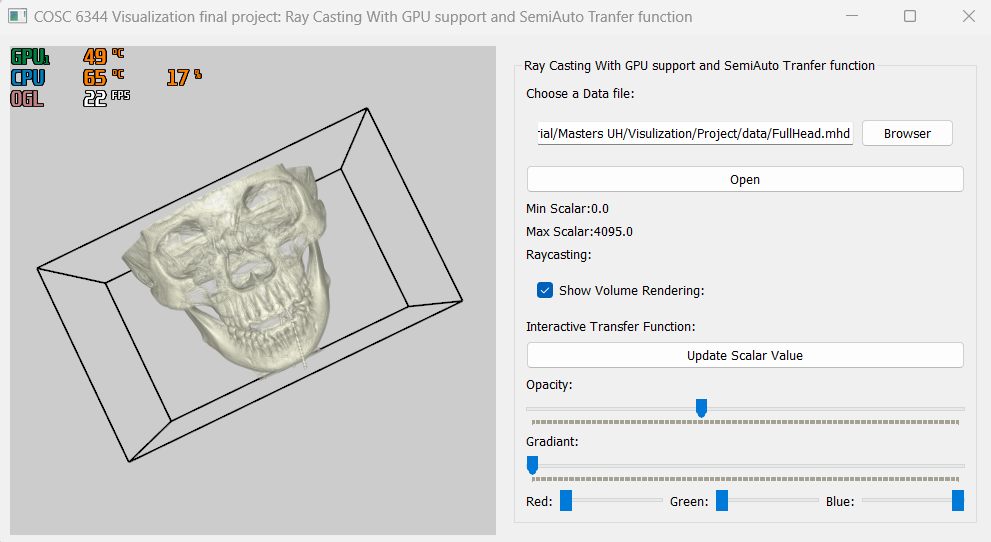 COSC 6344 Visualization final project: Ray Casting With GPU support and SemiAuto Tranfer function
GPU1 49 °C
CPU 65 °C 17 %
OGL 22 FPS
Ray Casting With GPU support and SemiAuto Tranfer function
Choose a Data file:
rial/Masters UH/Visulization/Project/data/FullHead.mhd Browser
Open
Min Scalar:0.0
Max Scalar:4095.0
Raycasting:
Show Volume Rendering:
Interactive Transfer Function:
Update Scalar Value
Opacity:
Gradiant:
Red: Green: Blue: